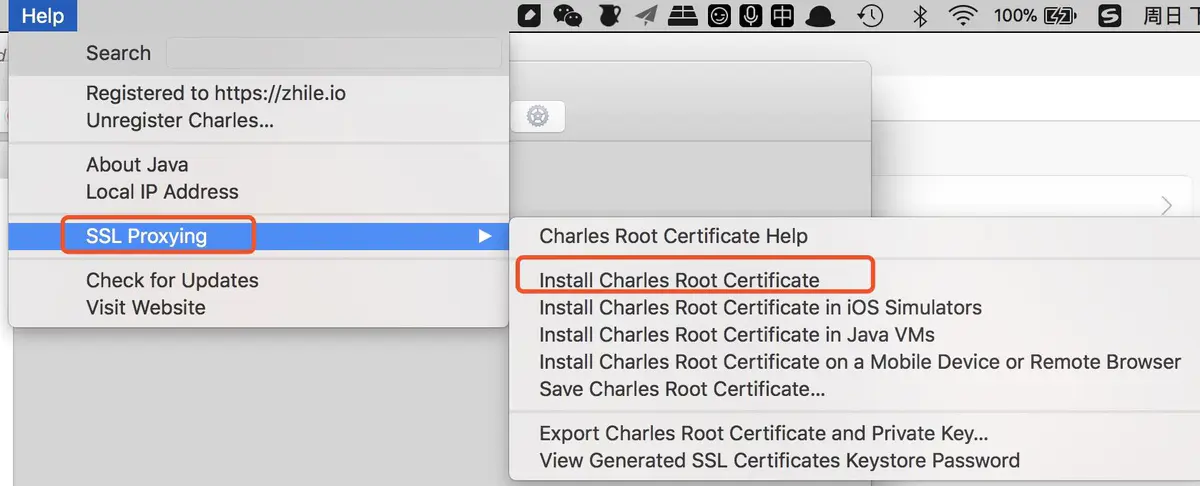 Help
中
100%
S
周日
Search
Registered to https://zhile.io
Unregister Charles...
About Java
Local IP Address
SSL Proxying
Check for Updates
Visit Website
Charles Root Certificate Help
Install Charles Root Certificate
Install Charles Root Certificate in iOS Simulators
Install Charles Root Certificate in Java VMs
Install Charles Root Certificate on a Mobile Device or Remote Browser
Save Charles Root Certificate...
Export Charles Root Certificate and Private Key...
View Generated SSL Certificates Keystore Password